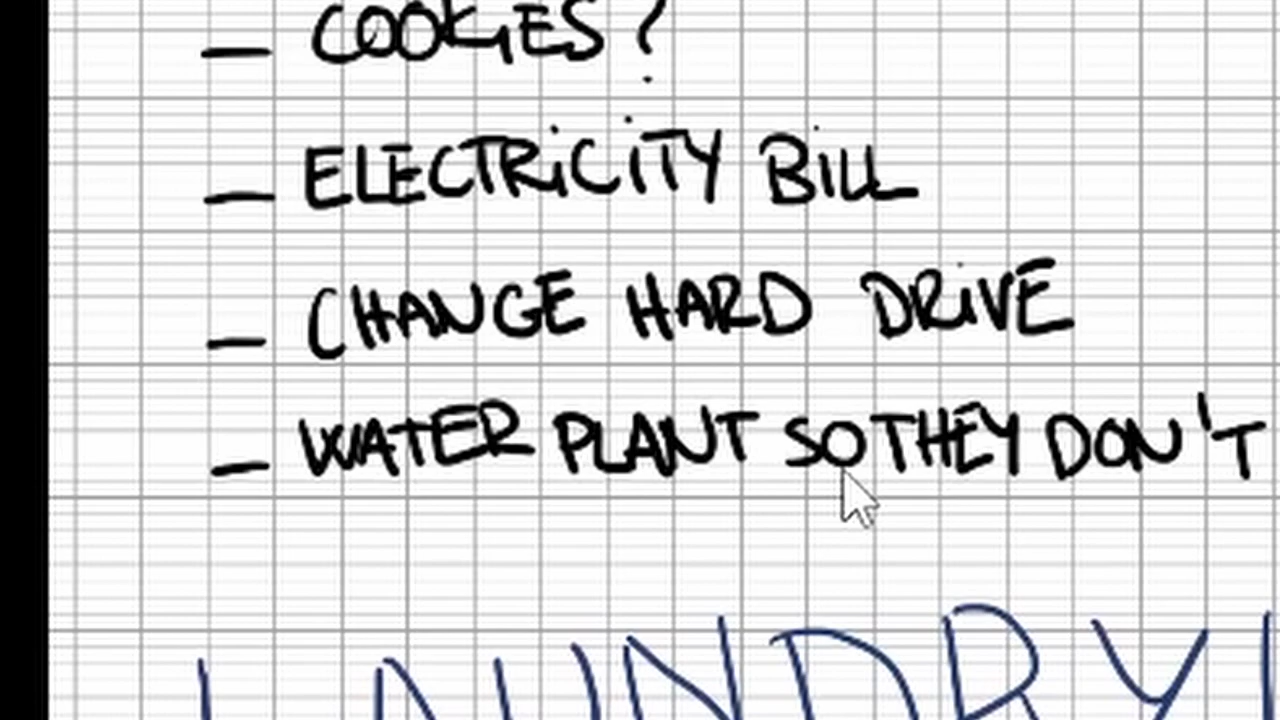 – COOKIES?
– ELECTRiCiTY BiLL
– CHANGE HARD DRiVE
– WATER PLANT SO THEY DON'T
LAUNDRY